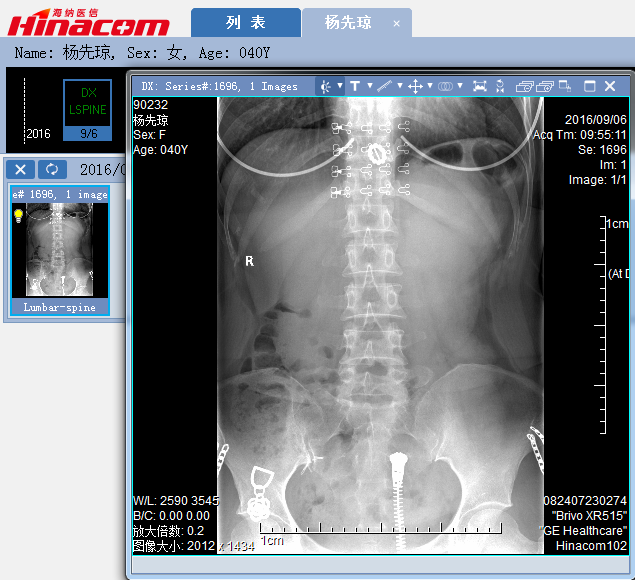 海纳医信
Hinacom
列 表
杨先琼 ×
Name: 杨先琼, Sex: 女, Age: 040Y
DX
LSPINE
2016
9/6
2016/0
e# 1696, 1 image
Lumbar-spine
DX: Series#:1696, 1 Images
90232
杨先琼
Sex: F
Age: 040Y
2016/09/06
Acq Tm: 09:55:11
Se: 1696
Im: 1
Image: 1/1
1cm
(At D
R
W/L: 2590 3545
B/C: 0.00 0.00
放大倍数: 0.2
图像大小: 2012 x 1434
1cm
082407230274
"Brivo XR515"
"GE Healthcare"
Hinacom102